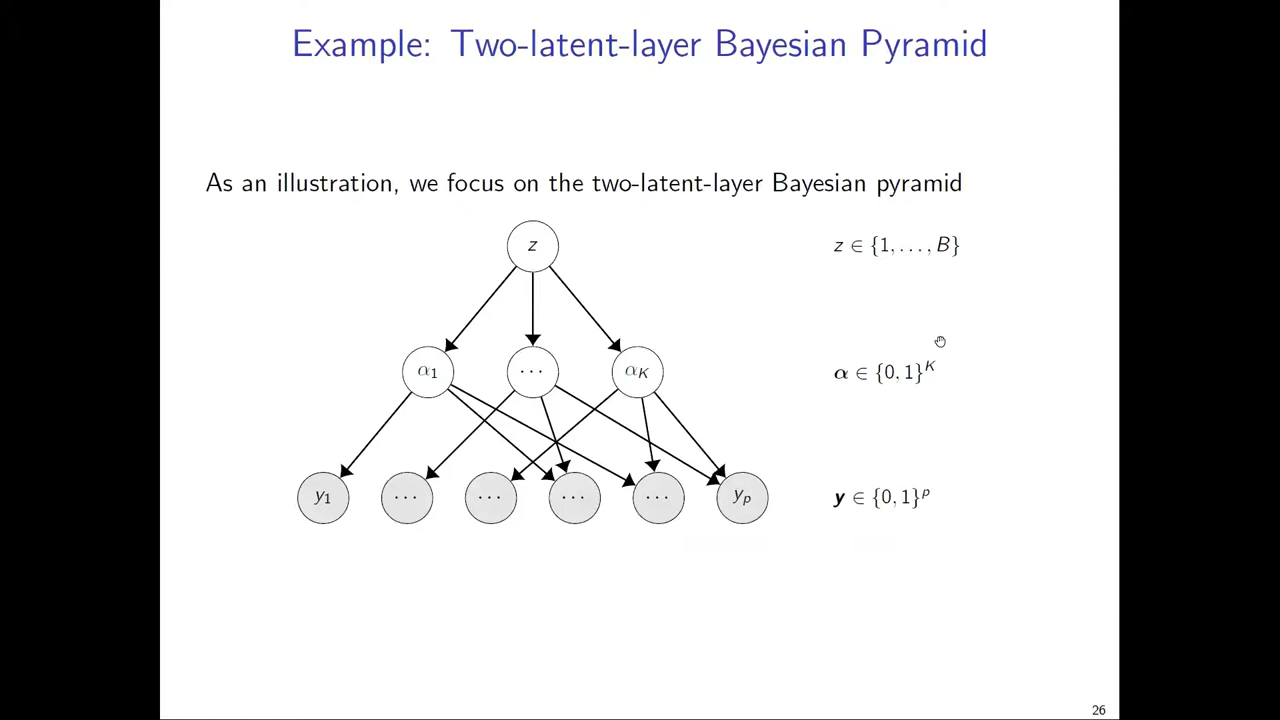 Example: Two-latent-layer Bayesian Pyramid
As an illustration, we focus on the two-latent-layer Bayesian pyramid
z z ∈ {1, . . . , B}
α₁ · · · α_K α ∈ {0, 1}^K
y₁ · · · · · · · · · · · · y_p y ∈ {0, 1}^p
26